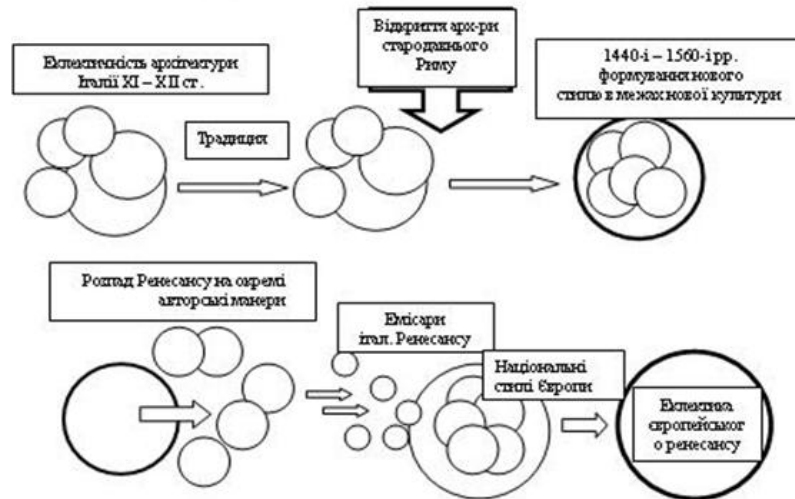 Еклектичність архітектури
Італії XI – XII ст.
Традиция
Відкриття арх-ри
стародавнього
Риму
1440-і – 1560-і рр.
формування нового
стилю в межах нової культури
Розпад Ренесансу на окремі
авторські манери
Емісари
італ. Ренесансу
Національні
стилі Європи
Еклектика
європейськог
о ренесансу